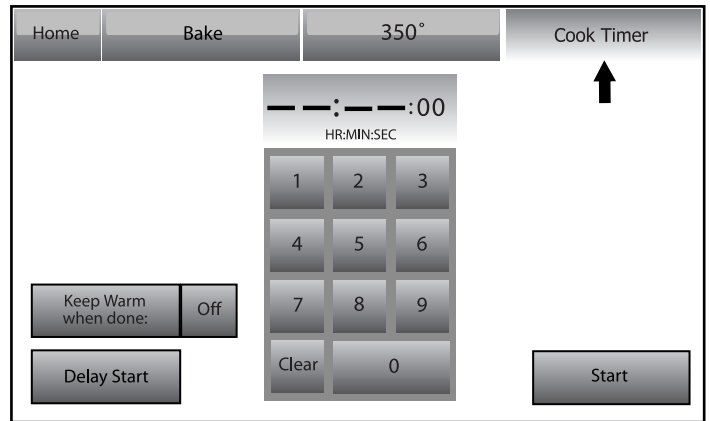 Home Bake 350° Cook Timer
– – : – – :00
HR:MIN:SEC
1 2 3
4 5 6
Keep Warm
when done: Off
7 8 9
Clear 0
Delay Start
Start